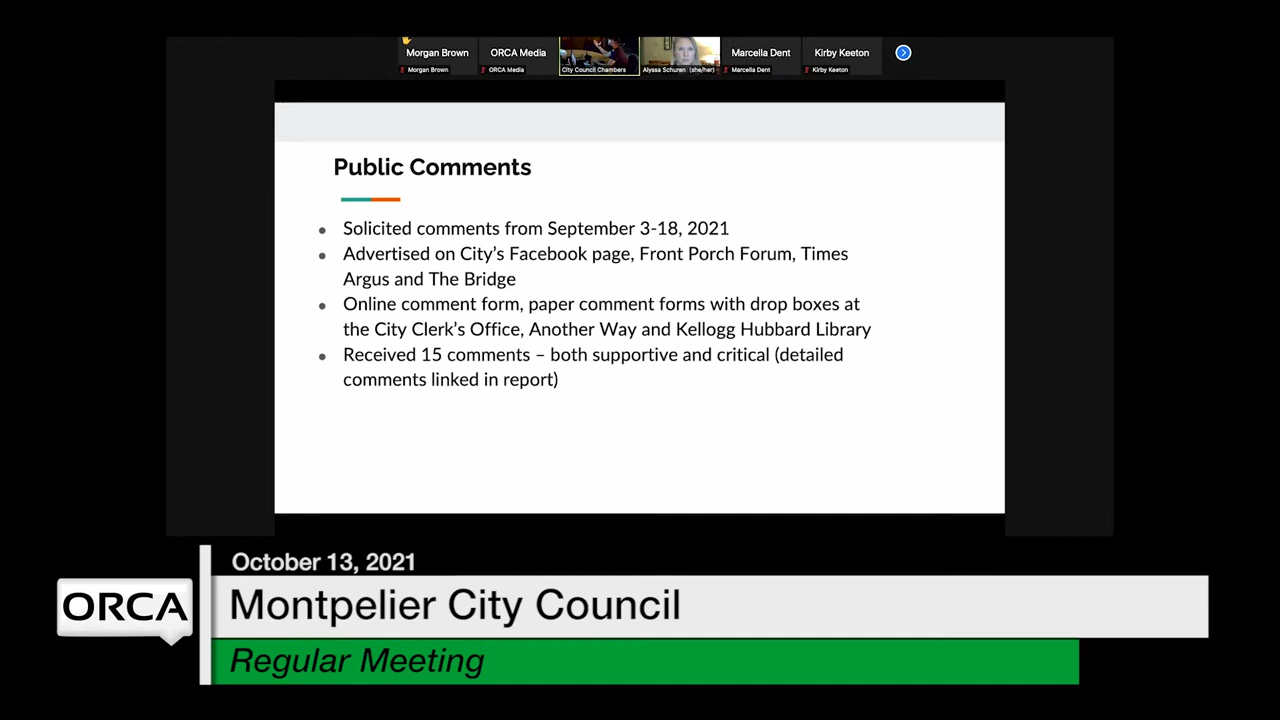 Morgan Brown
ORCA Media
Marcella Dent
Kirby Keeton
Morgan Brown
ORCA Media
City Council Chambers
Alyssa Schuren (she/her)
Marcella Dent
Kirby Keeton
Public Comments
Solicited comments from September 3-18, 2021
Advertised on City's Facebook page, Front Porch Forum, Times
Argus and The Bridge
Online comment form, paper comment forms with drop boxes at
the City Clerk's Office, Another Way and Kellogg Hubbard Library
Received 15 comments – both supportive and critical (detailed
comments linked in report)
October 13, 2021
ORCA
Montpelier City Council
Regular Meeting